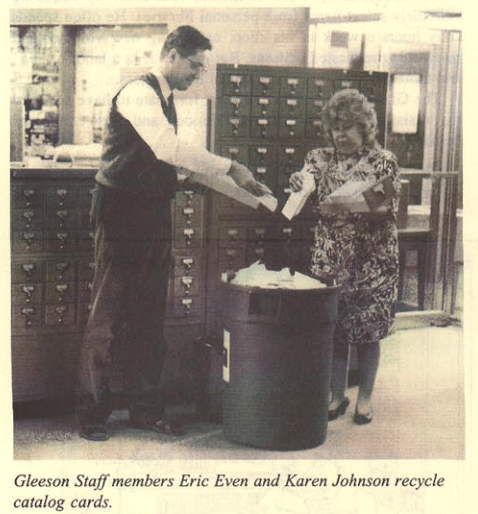 Gleeson Staff members Eric Even and Karen Johnson recycle
catalog cards.